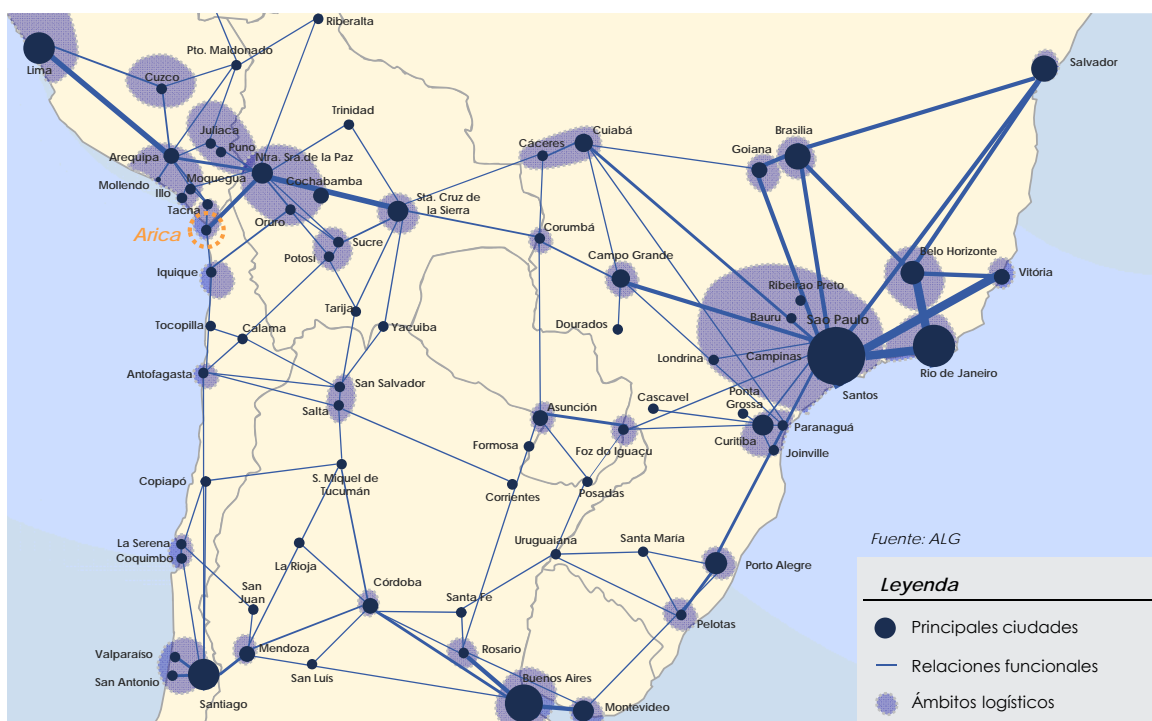 Riberalta
Pto. Maldonado
Lima
Cuzco
Salvador
Trinidad
Juliaca
Puno
Arequipa
Ntra. Sra.de la Paz
Cáceres
Cuiabá
Brasilia
Goiana
Mollendo
Moquegua
Illo
Cochabamba
Tacna
Sta. Cruz de
la Sierra
Oruro
Arica
Sucre
Corumbá
Potosí
Campo Grande
Belo Horizonte
Iquique
Vitória
Ribeirao Preto
Tarija
Bauru
Sao Paulo
Tocopilla
Calama
Yacuiba
Dourados
Londrina
Campinas
Antofagasta
San Salvador
Rio de Janeiro
Salta
Asunción
Cascavel
Ponta
Grossa
Santos
Paranaguá
Formosa
Foz do Iguaçu
Curitiba
Joinville
Copiapó
S. Miquel de
Tucumán
Corrientes
Posadas
La Serena
Coquimbo
Uruguaiana
Santa María
Fuente: ALG
La Rioja
Porto Alegre
San
Juan
Córdoba
Santa Fe
Pelotas
Valparaíso
Mendoza
Rosario
San Antonio
San Luis
Buenos Aires
Santiago
Montevideo
Leyenda
Principales ciudades
Relaciones funcionales
Ámbitos logísticos